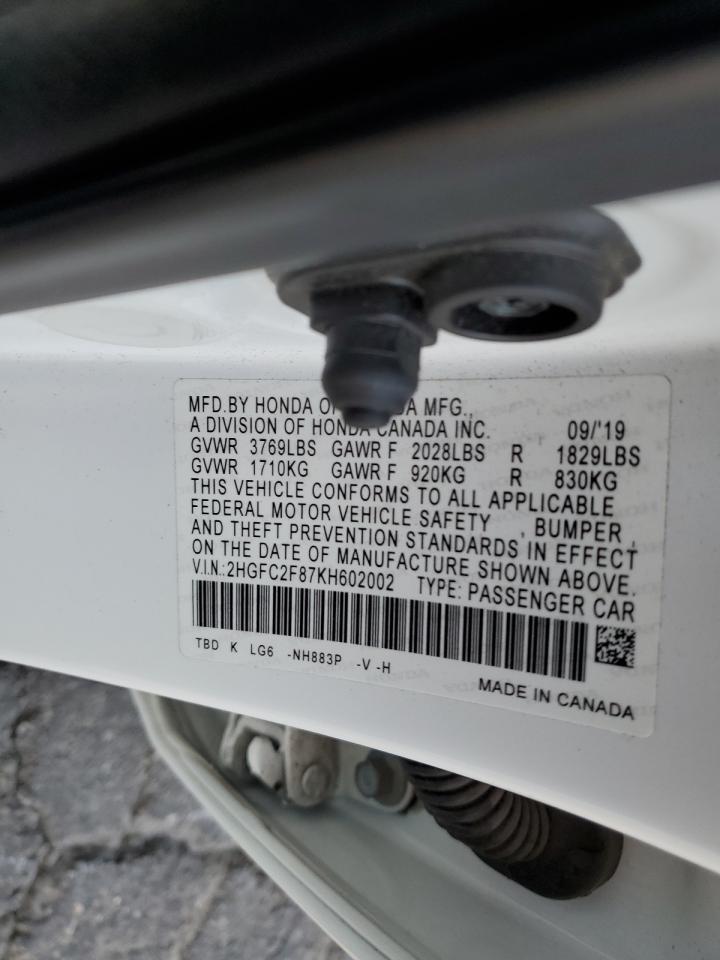 MFD.BY HONDA OF DA MFG.,
A DIVISION OF HONDA CANADA INC. 09/'19
GVWR 3769LBS GAWR F 2028LBS R 1829LBS
GVWR 1710KG GAWR F 920KG R 830KG
THIS VEHICLE CONFORMS TO ALL APPLICABLE
FEDERAL MOTOR VEHICLE SAFETY , BUMPER ,
AND THEFT PREVENTION STANDARDS IN EFFECT
ON THE DATE OF MANUFACTURE SHOWN ABOVE.
V.I.N.:2HGFC2F87KH602002 TYPE: PASSENGER CAR
TBD K LG6 -NH883P -V -H
MADE IN CANADA